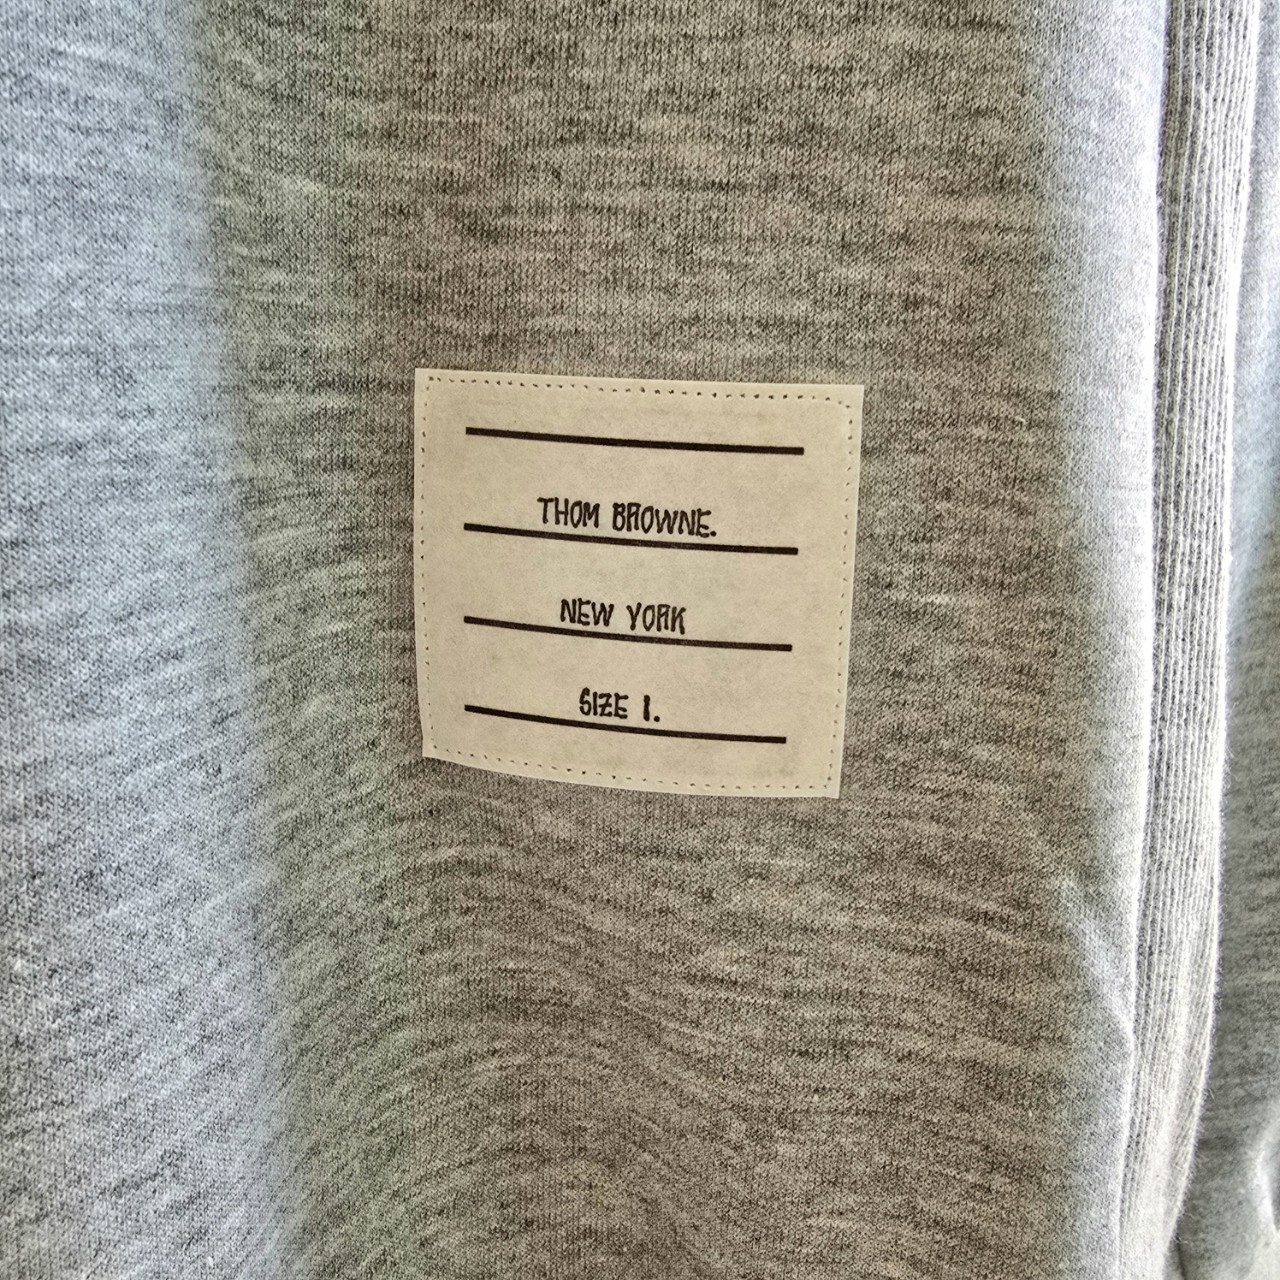 THOM BROWNE.
NEW YORK
SIZE 1.